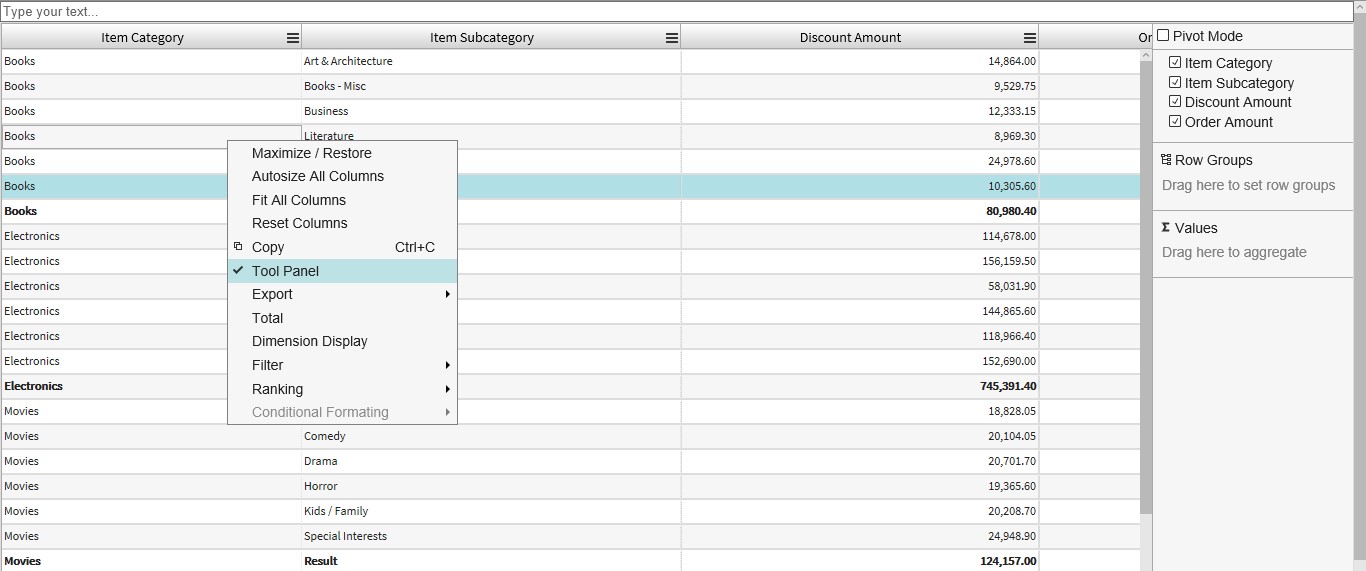 Type your text...
Item Category Item Subcategory Discount Amount Or
Books Art & Architecture 14,864.00
Books Books - Misc 9,529.75
Books Business 12,333.15
Books Literature 8,969.30
Books 24,978.60
Books 10,305.60
Books 80,980.40
Electronics 114,678.00
Electronics 156,159.50
Electronics 58,031.90
Electronics 144,865.60
Electronics 118,966.40
Electronics 152,690.00
Electronics 745,391.40
Movies 18,828.05
Movies Comedy 20,104.05
Movies Drama 20,701.70
Movies Horror 19,365.60
Movies Kids / Family 20,208.70
Movies Special Interests 24,948.90
Movies Result 124,157.00
Maximize / Restore
Autosize All Columns
Fit All Columns
Reset Columns
Copy Ctrl+C
Tool Panel
Export
Total
Dimension Display
Filter
Ranking
Conditional Formating
Pivot Mode
Item Category
Item Subcategory
Discount Amount
Order Amount
Row Groups
Drag here to set row groups
Σ Values
Drag here to aggregate